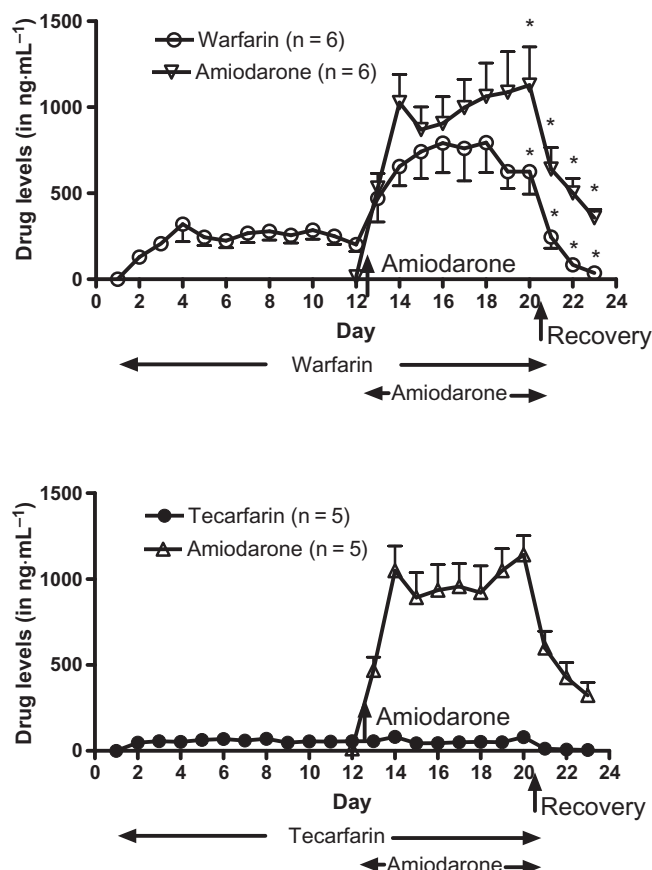 Drug levels (in ng·mL⁻¹)
1500
1000
500
0
Warfarin (n = 6)
Amiodarone (n = 6)
*
*
*
*
*
*
*
*
Amiodarone
0 2 4 6 8 10 12 14 16 18 20 22 24
Day
Recovery
Warfarin
Amiodarone
Drug levels (in ng·mL⁻¹)
1500
1000
500
0
Tecarfarin (n = 5)
Amiodarone (n = 5)
Amiodarone
0 2 4 6 8 10 12 14 16 18 20 22 24
Day
Recovery
Tecarfarin
Amiodarone